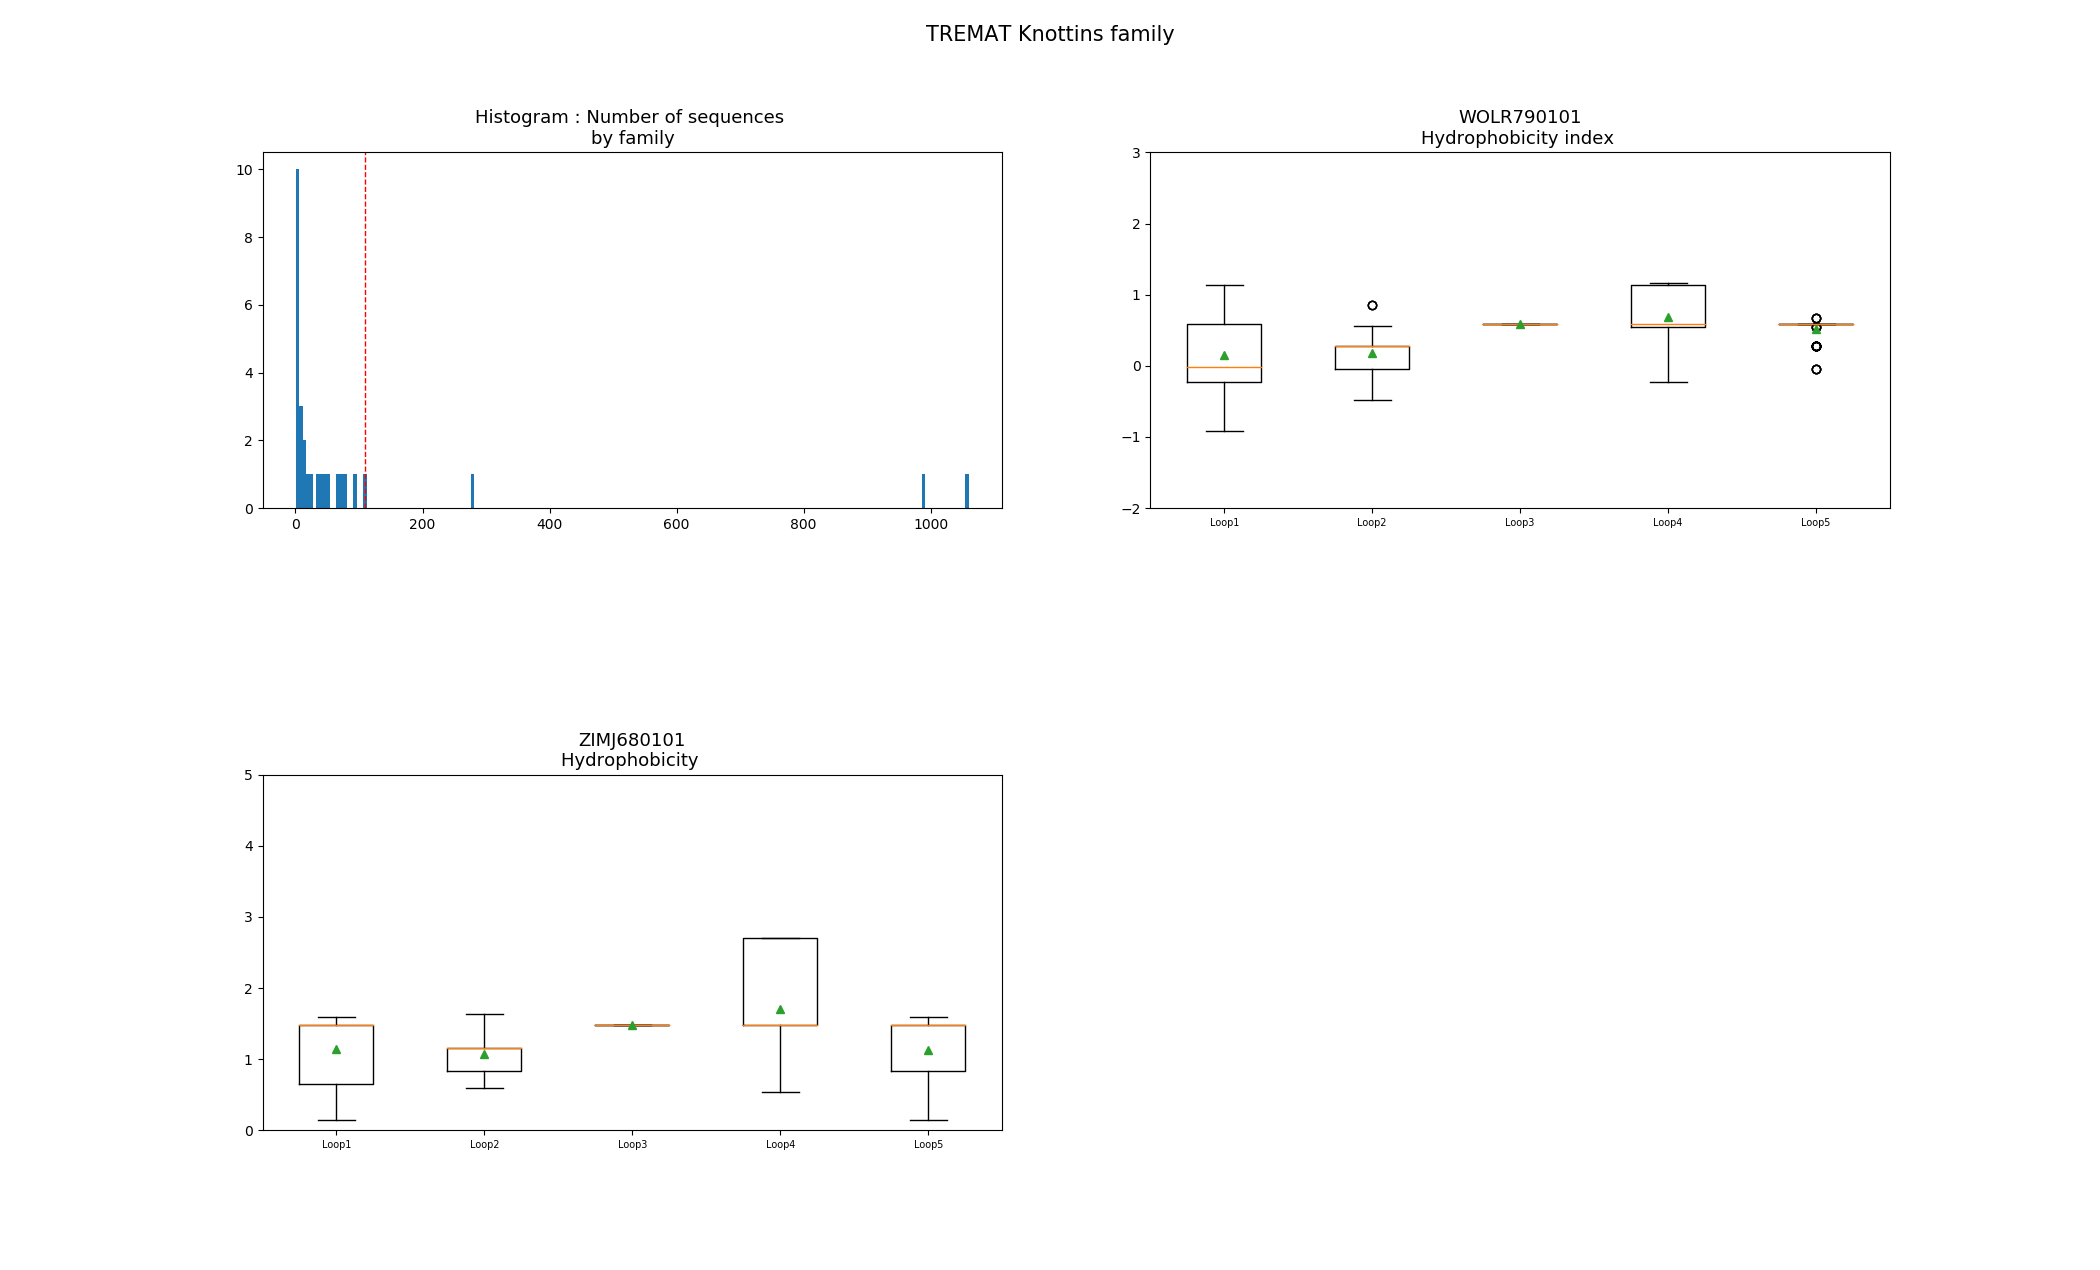 TREMAT Knottins family
Histogram : Number of sequences
by family
10
8
6
4
2
0
0 200 400 600 800 1000
WOLR790101
Hydrophobicity index
3
2
1
0
−1
−2
Loop1 Loop2 Loop3 Loop4 Loop5
ZIMJ680101
Hydrophobicity
5
4
3
2
1
0
Loop1 Loop2 Loop3 Loop4 Loop5